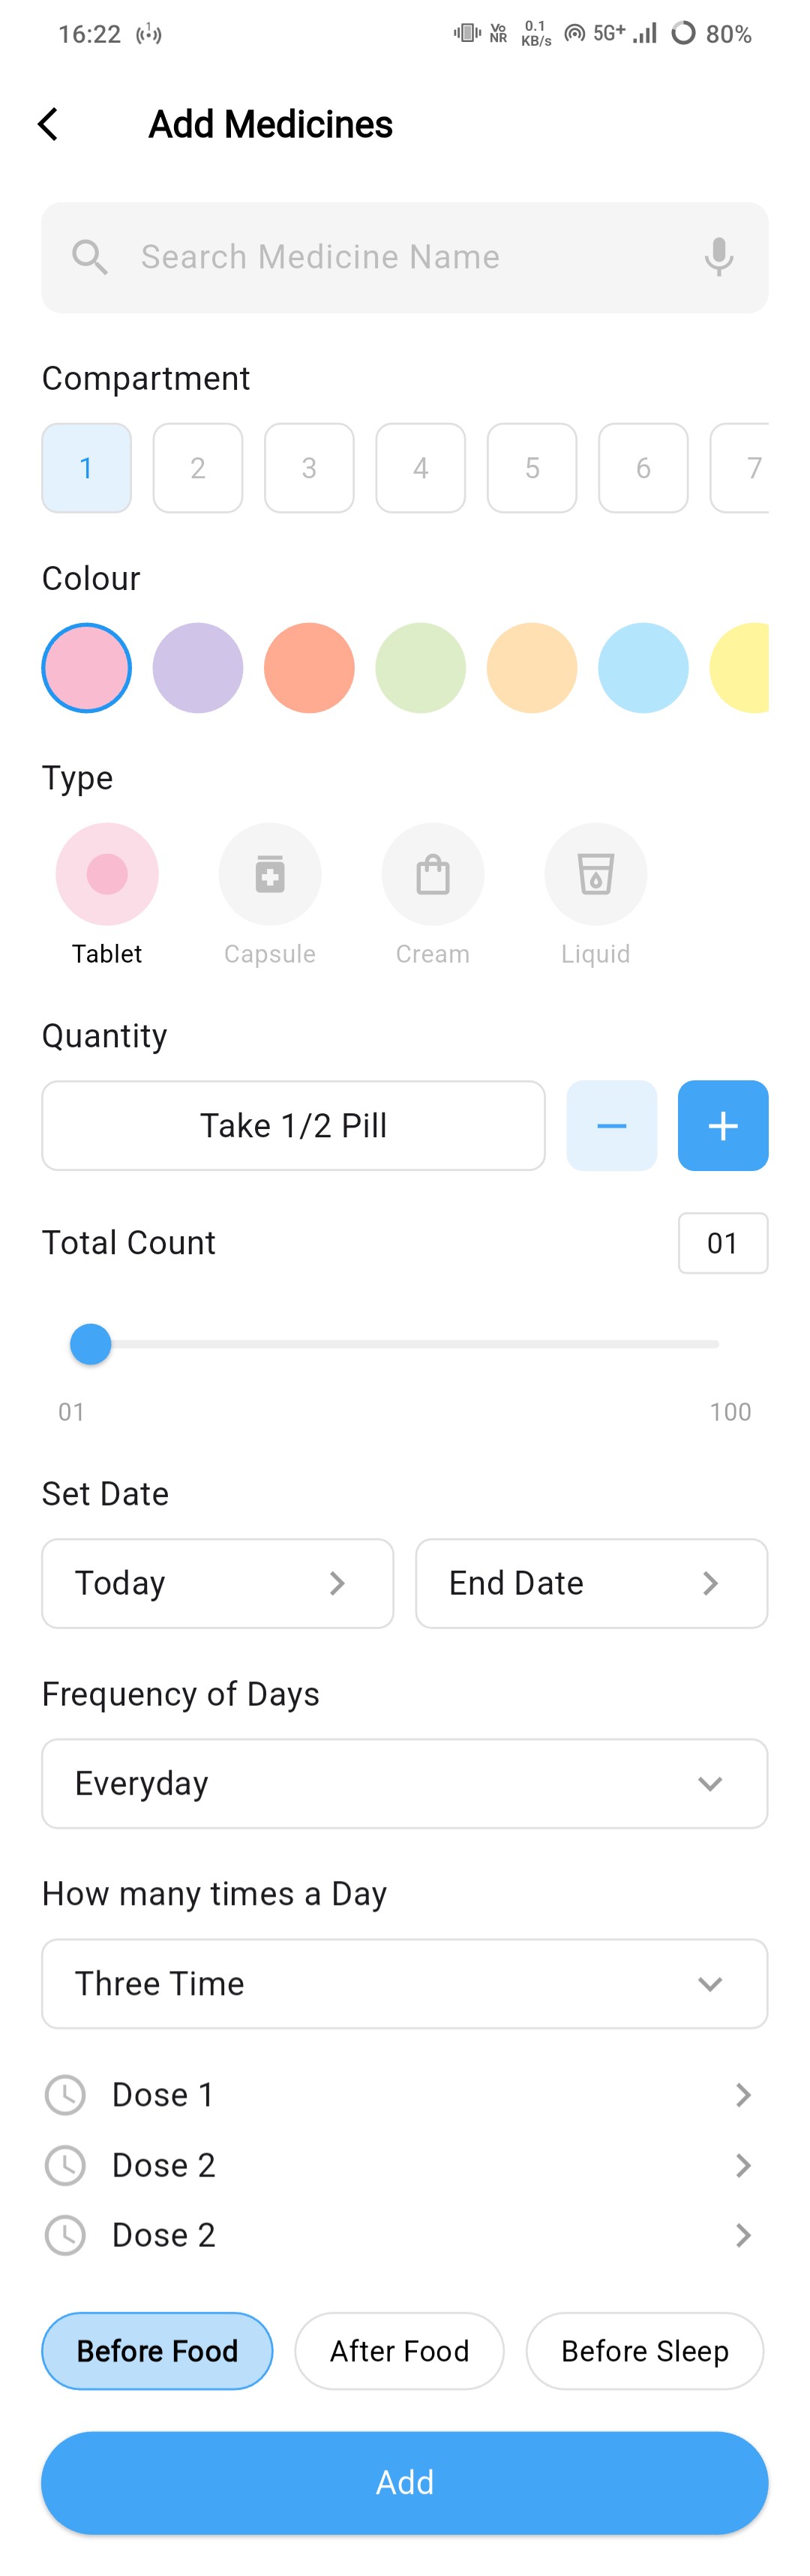 16:22 1 Vo NR 0.1 KB/s 5G+ 80%
Add Medicines
Search Medicine Name
Compartment
1 2 3 4 5 6 7
Colour
Type
Tablet Capsule Cream Liquid
Quantity
Take 1/2 Pill − +
Total Count 01
01 100
Set Date
Today End Date
Frequency of Days
Everyday
How many times a Day
Three Time
Dose 1
Dose 2
Dose 2
Before Food After Food Before Sleep
Add